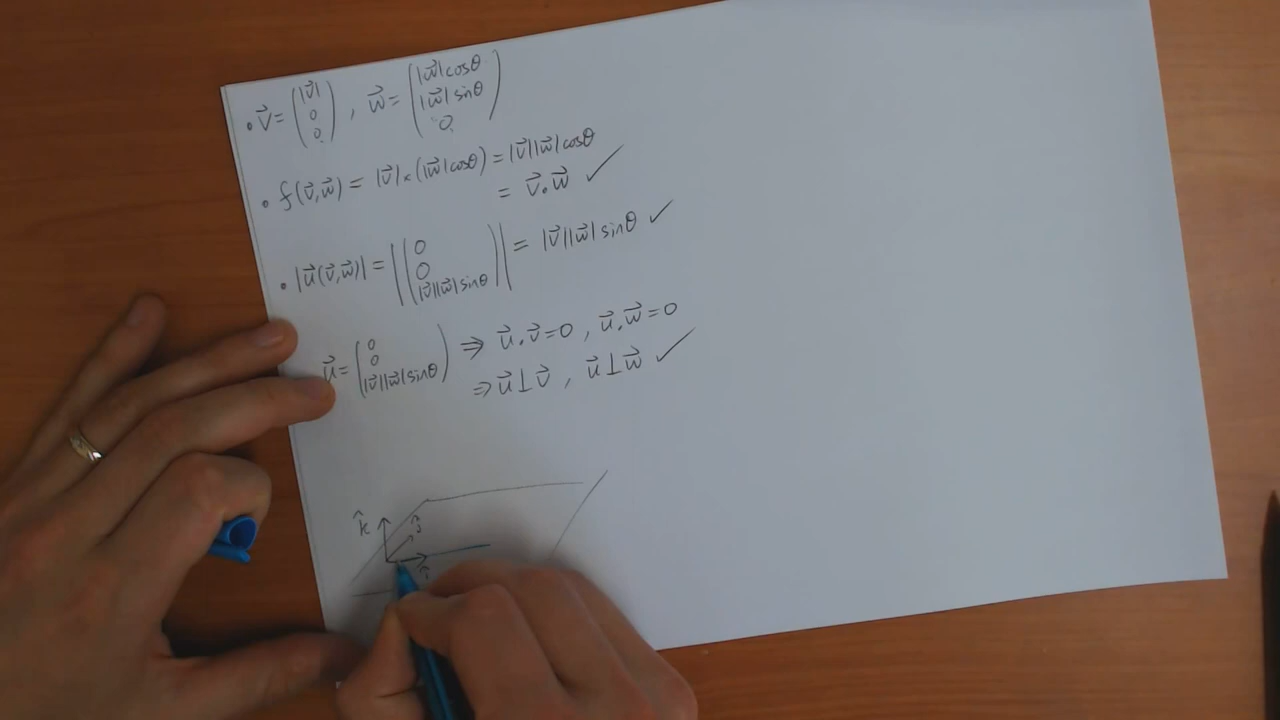 • v⃗ = (|v⃗| 0 0), w⃗ = (|w⃗|cosθ |w⃗|sinθ 0)
• f(v⃗,w⃗) = |v⃗|×(|w⃗|cosθ) = |v⃗||w⃗|cosθ
= v⃗.w⃗ ✓
• |u⃗(v⃗,w⃗)| = |(0 0 |v⃗||w⃗|sinθ)| = |v⃗||w⃗|sinθ ✓
u⃗ = (0 0 |v⃗||w⃗|sinθ) ⇒ u⃗.v⃗=0, u⃗.w⃗=0
⇒ u⃗⊥v⃗, u⃗⊥w⃗ ✓
k̂ ĵ
î